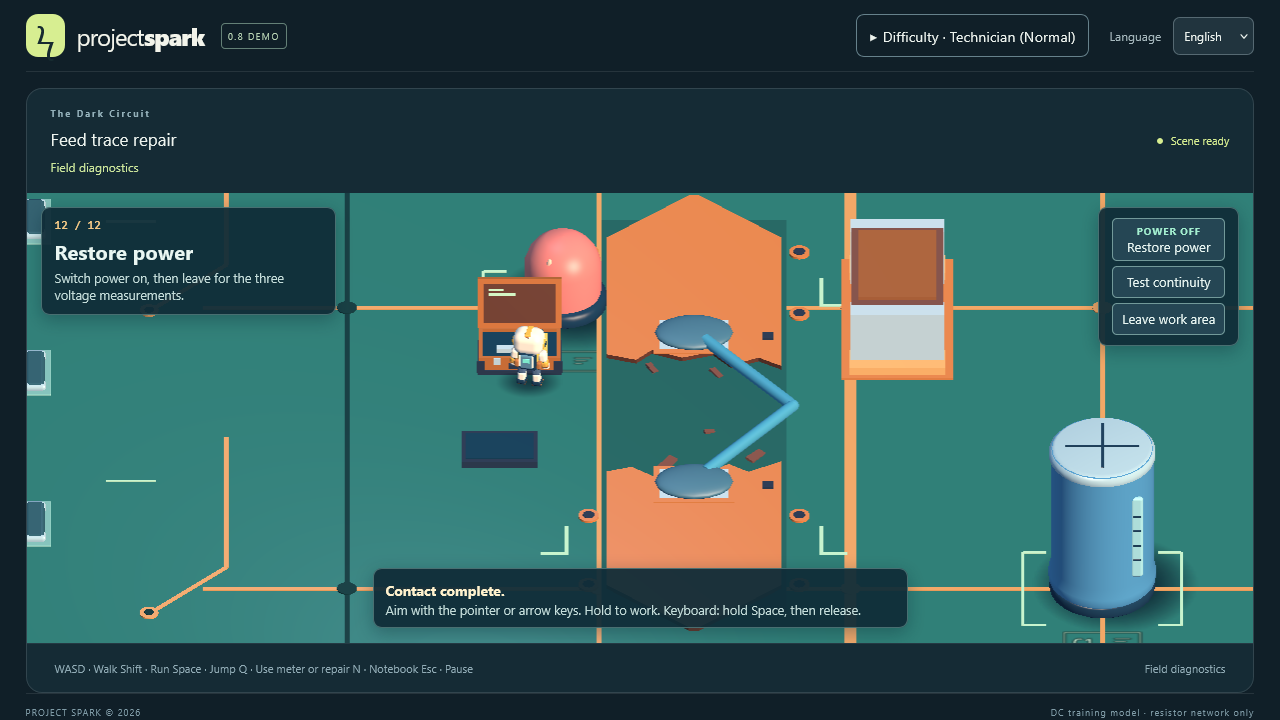 projectspark
0.8 DEMO
▸ Difficulty · Technician (Normal)
Language
English
The Dark Circuit
Feed trace repair
Field diagnostics
Scene ready
12 / 12
Restore power
Switch power on, then leave for the three
voltage measurements.
POWER OFF
Restore power
Test continuity
Leave work area
Contact complete.
Aim with the pointer or arrow keys. Hold to work. Keyboard: hold Space, then release.
WASD · Walk Shift · Run Space · Jump Q · Use meter or repair N · Notebook Esc · Pause
Field diagnostics
PROJECT SPARK © 2026
DC training model · resistor network only